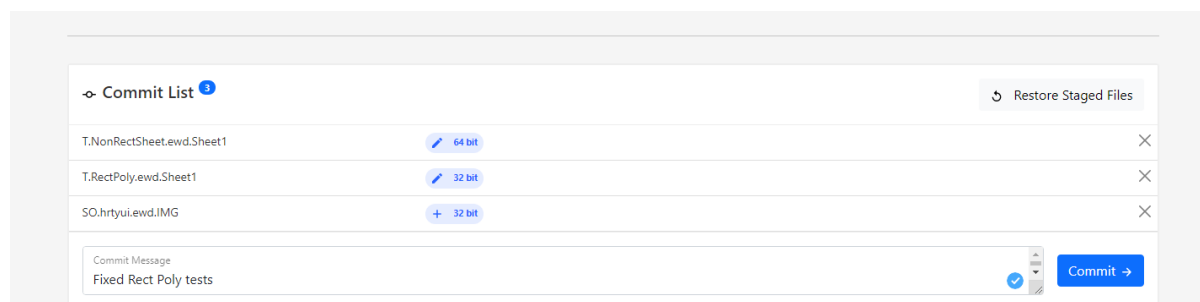 Commit List 3
Restore Staged Files
T.NonRectSheet.ewd.Sheet1 64 bit
T.RectPoly.ewd.Sheet1 32 bit
SO.hrtyui.ewd.IMG 32 bit
Commit Message
Fixed Rect Poly tests
Commit →